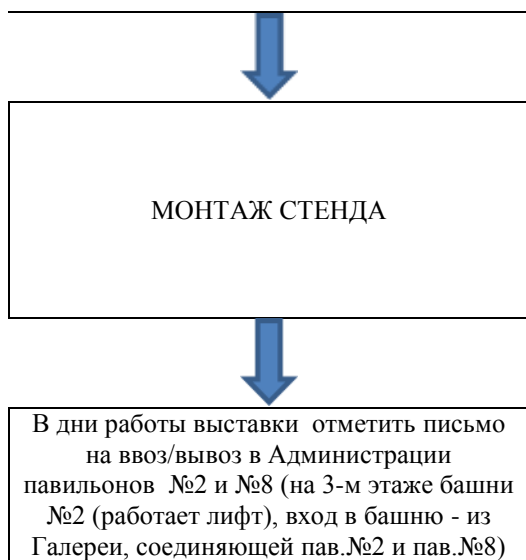 МОНТАЖ СТЕНДА
В дни работы выставки отметить письмо
на ввоз/вывоз в Администрации
павильонов №2 и №8 (на 3-м этаже башни
№2 (работает лифт), вход в башню - из
Галереи, соединяющей пав.№2 и пав.№8)